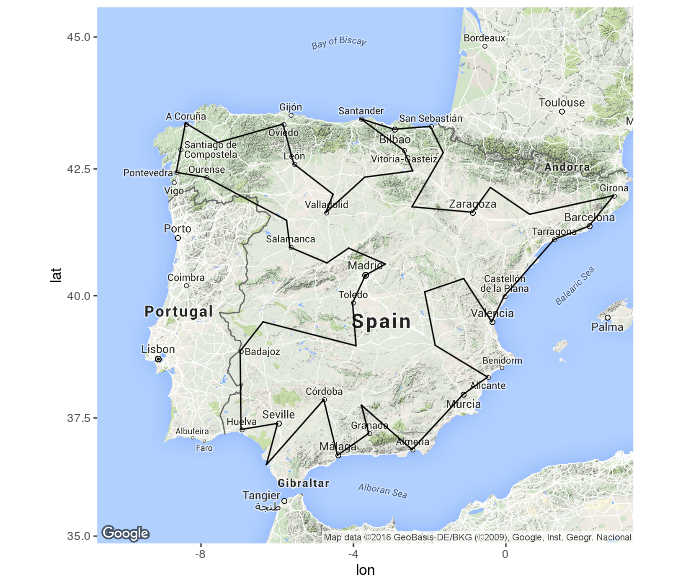 45.0
42.5
40.0
37.5
35.0
lat
Bordeaux
Bay of Biscay
Toulouse
A Coruña
Gijón
Santander
San Sebastián
Oviedo
Bilbao
Santiago de
Compostela
León
Vitoria-Gasteiz
Andorra
Pontevedra
Ourense
Vigo
Girona
Valladolid
Zaragoza
Barcelona
Porto
Salamanca
Tarragona
Madrid
Coimbra
Castellón
de la Plana
Balearic Sea
Toledo
Portugal
Spain
Valencia
Palma
Lisbon
Badajoz
Benidorm
Alicante
Córdoba
Murcia
Huelva
Seville
Albufeira
Granada
Faro
Málaga
Almería
Gibraltar
Tangier
طنجة
Alboran Sea
Google
Map data ©2016 GeoBasis-DE/BKG (©2009), Google, Inst. Geogr. Nacional
-8
-4
0
lon